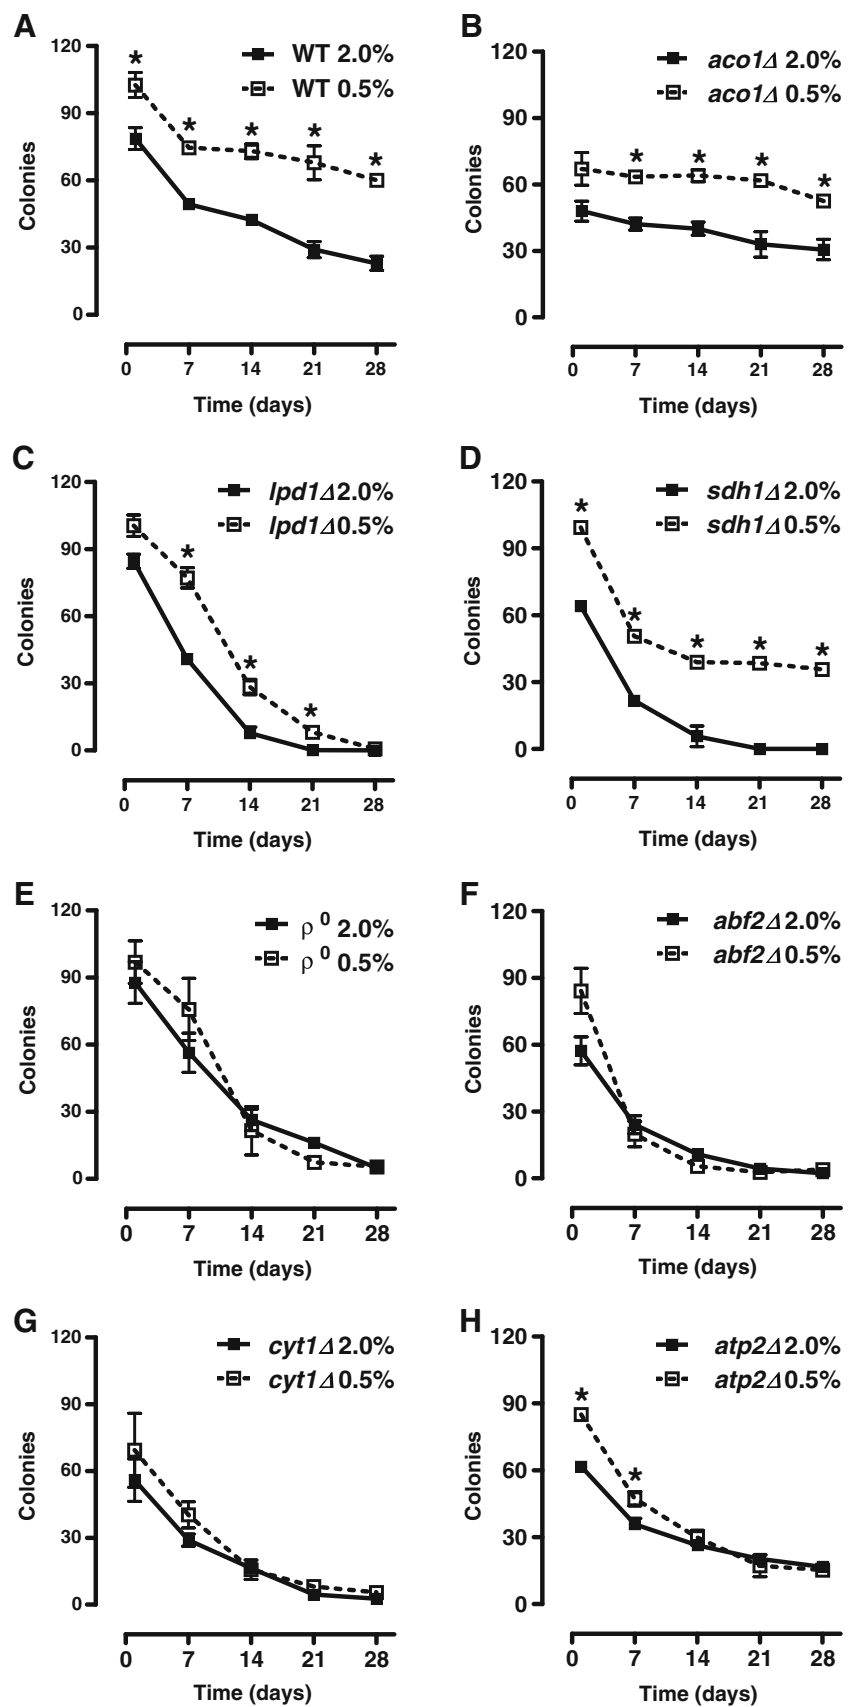 A
120
90
60
30
0
Colonies
WT 2.0%
WT 0.5%
* * * * *
0 7 14 21 28
Time (days)
B
120
90
60
30
0
Colonies
aco1Δ 2.0%
aco1Δ 0.5%
* * * *
0 7 14 21 28
Time (days)
C
120
90
60
30
0
Colonies
lpd1Δ 2.0%
lpd1Δ 0.5%
* * *
0 7 14 21 28
Time (days)
D
120
90
60
30
0
Colonies
sdh1Δ 2.0%
sdh1Δ 0.5%
* * * * *
0 7 14 21 28
Time (days)
E
120
90
60
30
0
Colonies
ρ⁰ 2.0%
ρ⁰ 0.5%
0 7 14 21 28
Time (days)
F
120
90
60
30
0
Colonies
abf2Δ 2.0%
abf2Δ 0.5%
0 7 14 21 28
Time (days)
G
120
90
60
30
0
Colonies
cyt1Δ 2.0%
cyt1Δ 0.5%
0 7 14 21 28
Time (days)
H
120
90
60
30
0
Colonies
atp2Δ 2.0%
atp2Δ 0.5%
* *
0 7 14 21 28
Time (days)